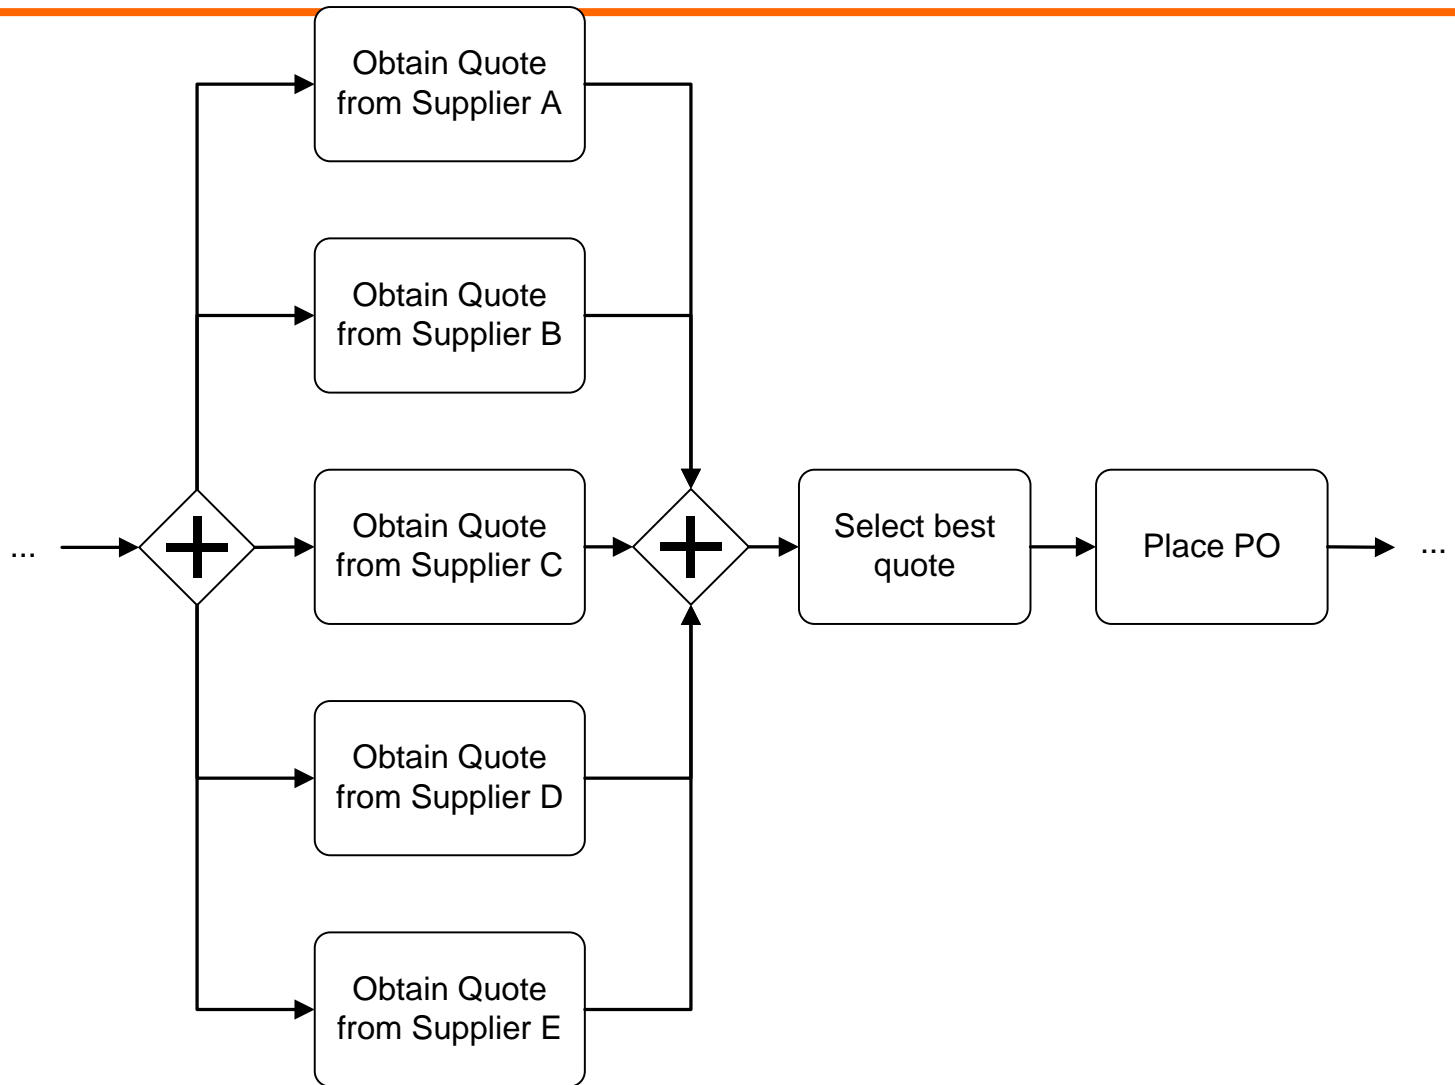 Obtain Quote
from Supplier A
Obtain Quote
from Supplier B
...
Obtain Quote
from Supplier C
Select best
quote
Place PO
...
Obtain Quote
from Supplier D
Obtain Quote
from Supplier E